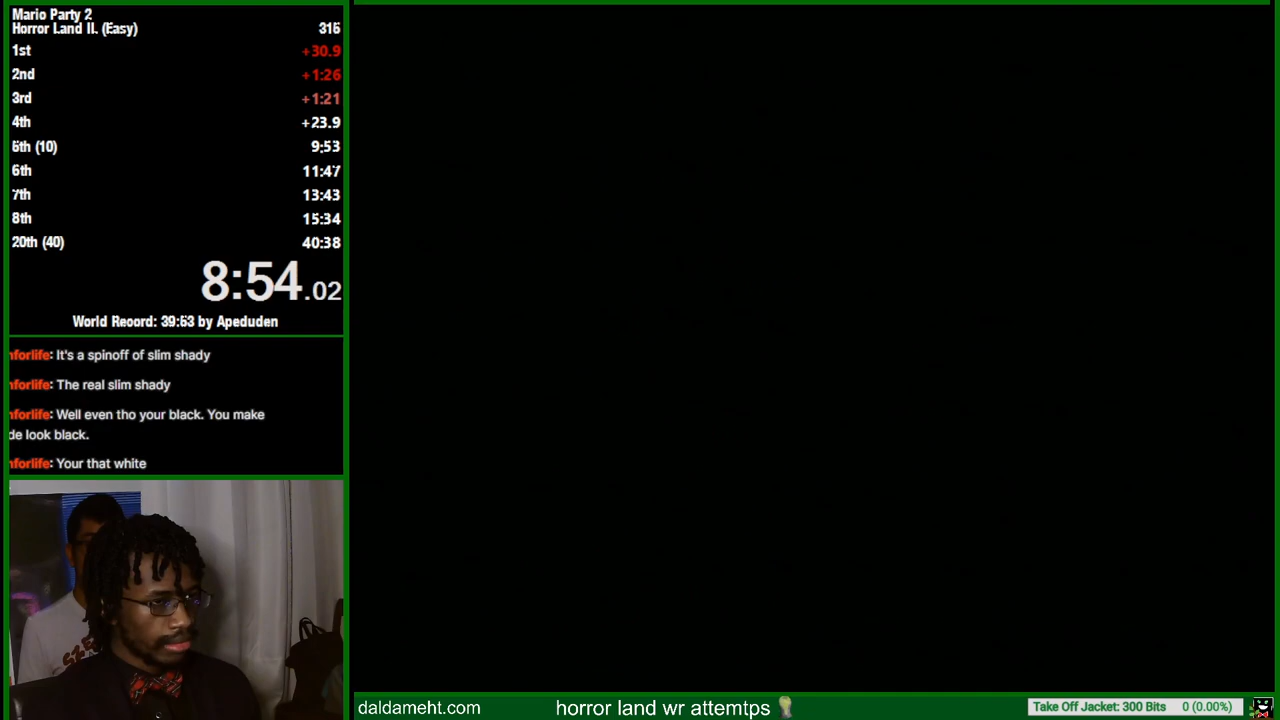 Mario Party 2
Horror Land Il. (Easy) 315
1st +30.9
2nd +1:26
3rd +1:21
4th +23.9
5th (10) 9:53
6th 11:47
7th 13:43
8th 15:34
20th (40) 40:38
8:54.02
World Record: 39:53 by Apeduden
nforlife: It's a spinoff of slim shady
nforlife: The real slim shady
nforlife: Well even tho your black. You make
de look black.
nforlife: Your that white
daldameht.com horror land wr attemtps Take Off Jacket: 300 Bits 0 (0.00%)